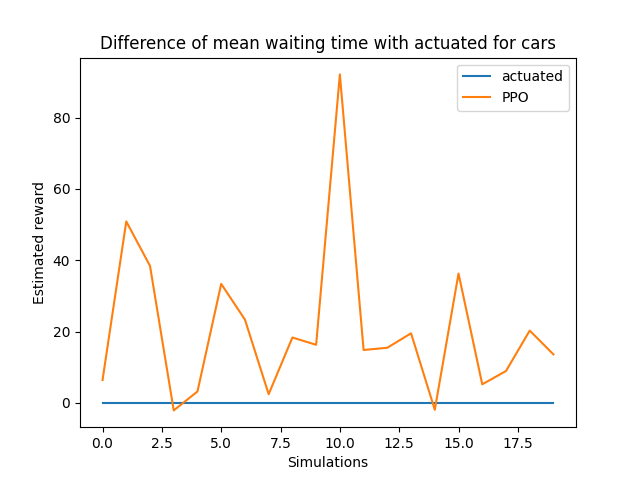 Difference of mean waiting time with actuated for cars
actuated
PPO
Estimated reward
80
60
40
20
0
0.0 2.5 5.0 7.5 10.0 12.5 15.0 17.5
Simulations